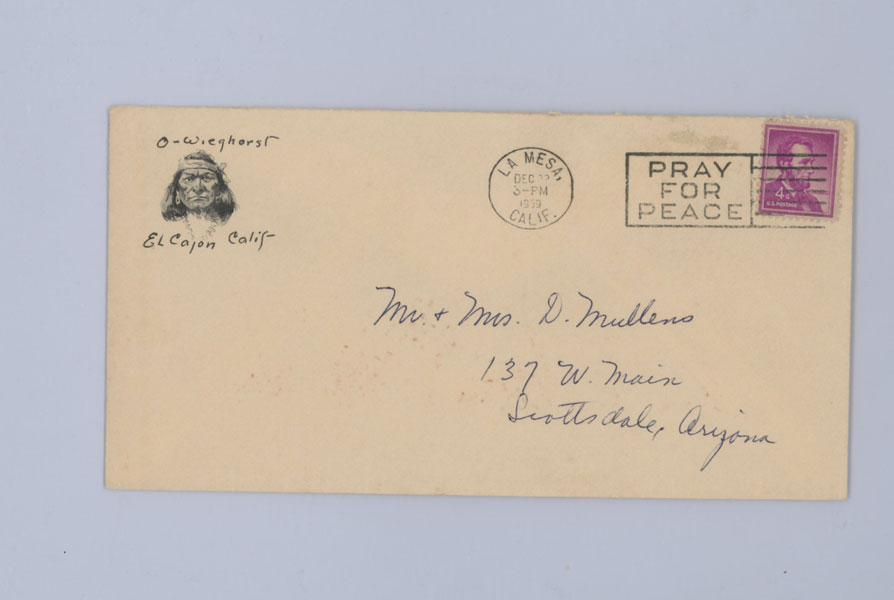 O-Wieghorst
El Cajon Calif
LA MESA,
DEC
3-PM
1959
CALIF.
PRAY
FOR
PEACE
4¢
U.S. POSTAGE
Mr. & Mrs. D. Mullens
137 W. Main
Scottsdale, Arizona